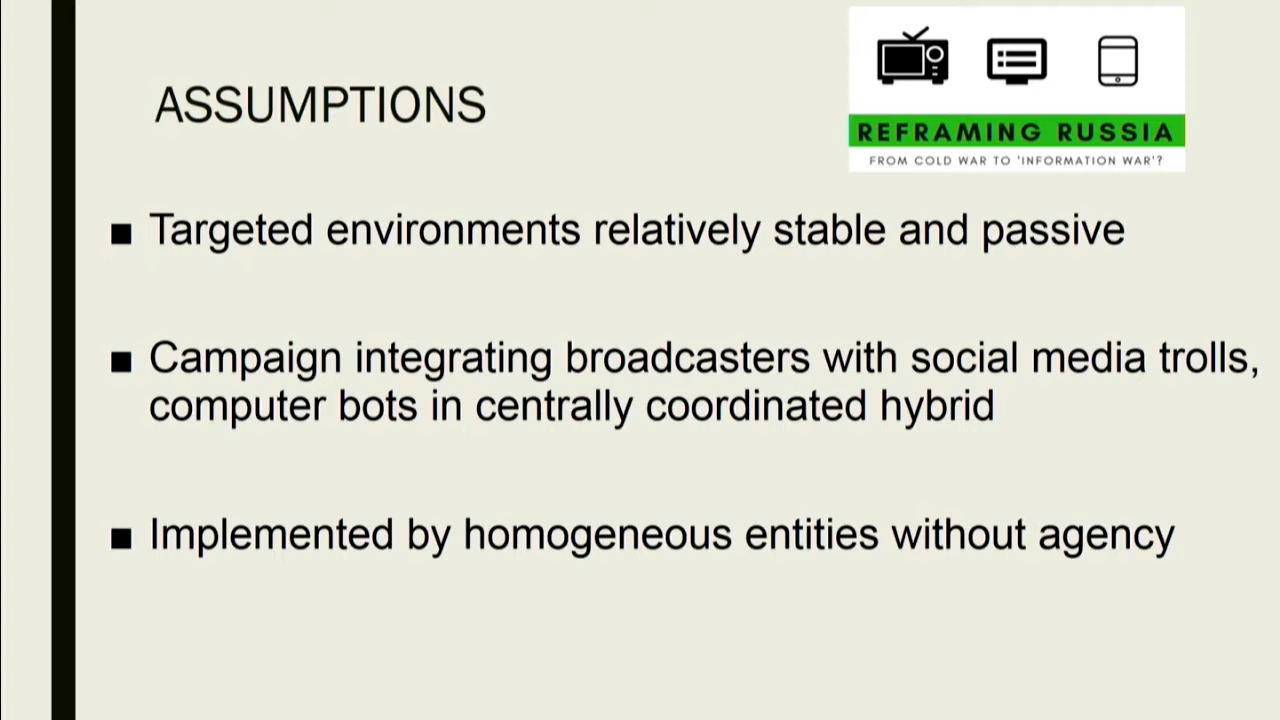 ASSUMPTIONS
REFRAMING RUSSIA
FROM COLD WAR TO 'INFORMATION WAR'?
■ Targeted environments relatively stable and passive
■ Campaign integrating broadcasters with social media trolls,
computer bots in centrally coordinated hybrid
■ Implemented by homogeneous entities without agency